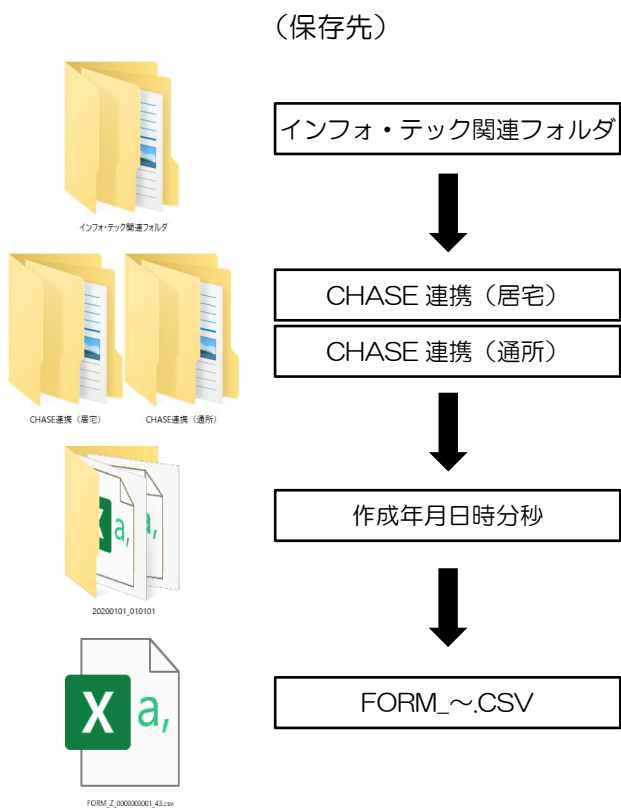 （保存先）
インフォ・テック関連フォルダ
インフォ・テック関連フォルダ
CHASE 連携（居宅）
CHASE 連携（通所）
CHASE連携（居宅）
CHASE連携（通所）
作成年月日時分秒
X a, a,
20200101_010101
FORM_～.CSV
X a,
FORM_Z_0000000001_43.csv